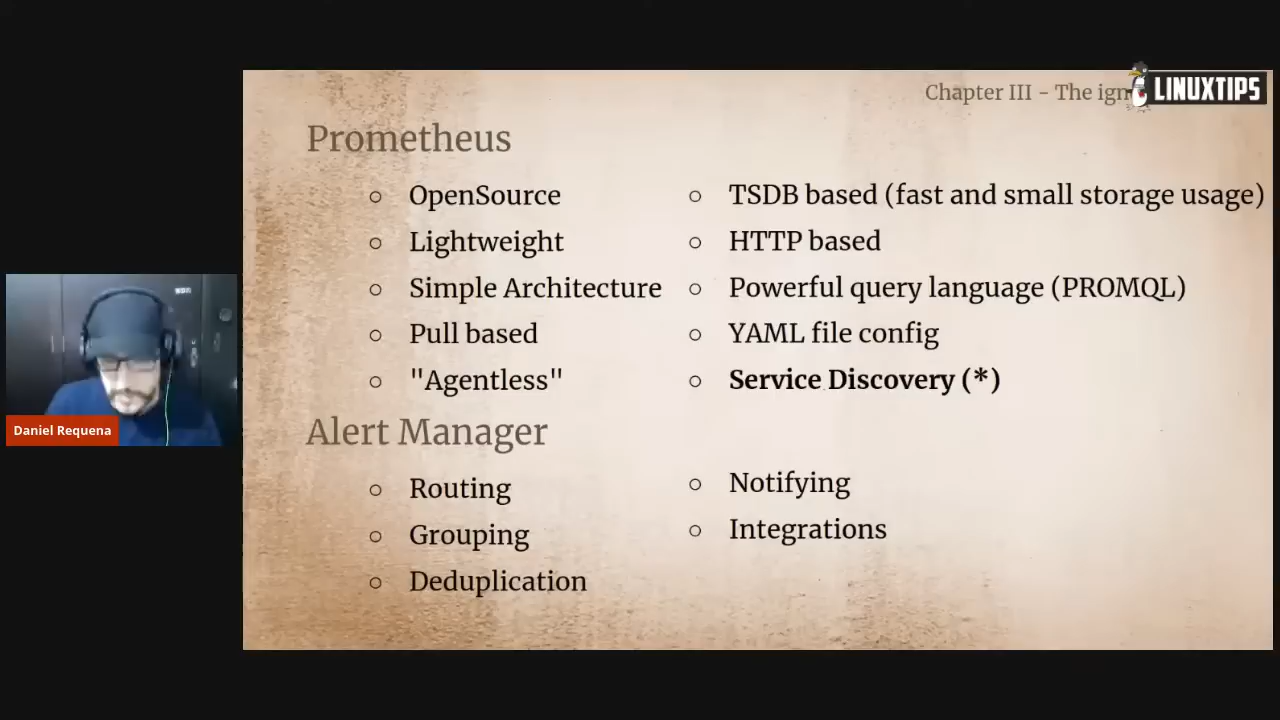 Chapter III - The ign
LINUXTIPS
Prometheus
○ OpenSource
○ Lightweight
○ Simple Architecture
○ Pull based
○ "Agentless"
○ TSDB based (fast and small storage usage)
○ HTTP based
○ Powerful query language (PROMQL)
○ YAML file config
○ Service Discovery (*)
Alert Manager
○ Routing
○ Grouping
○ Deduplication
○ Notifying
○ Integrations
Daniel Requena